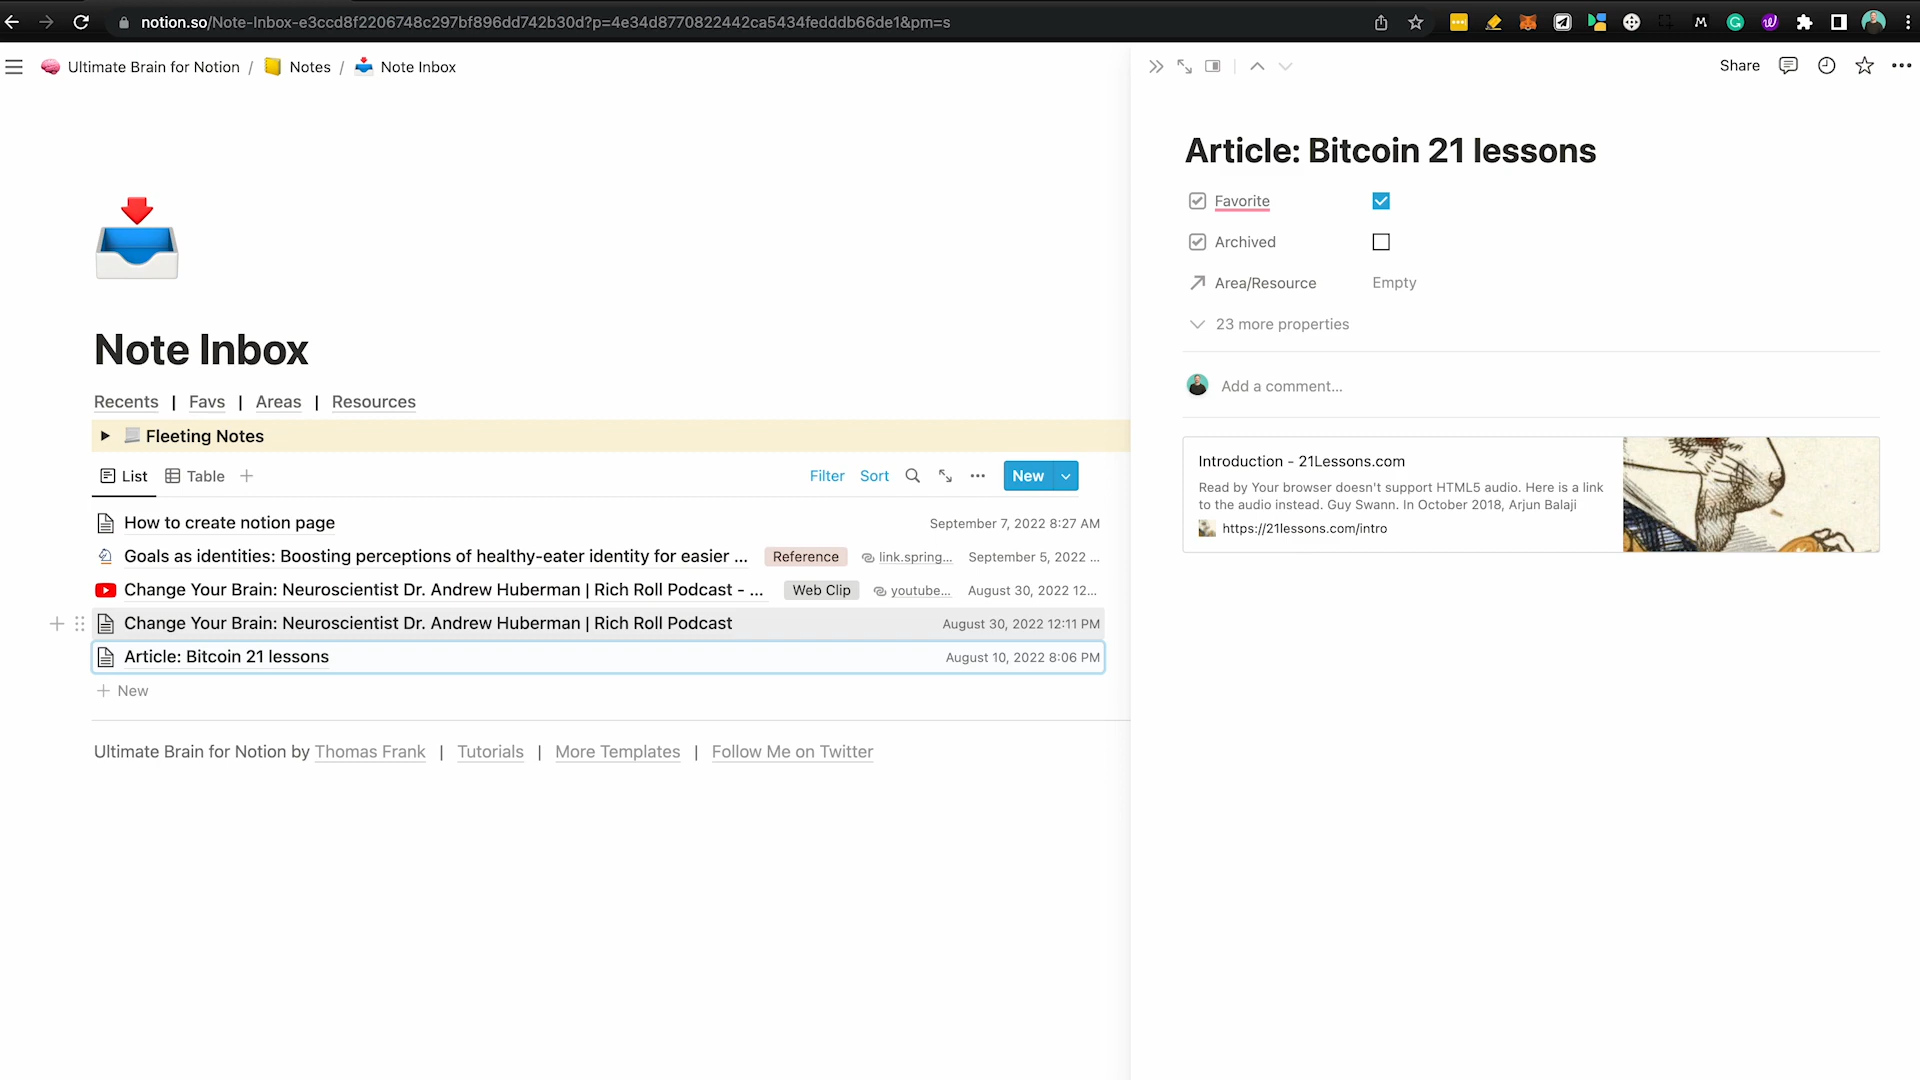 notion.so/Note-Inbox-e3ccd8f2206748c297bf896dd742b30d?p=4e34d8770822442ca5434fedddb66de1&pm=s
Ultimate Brain for Notion / Notes / Note Inbox
Share
Note Inbox
Recents | Favs | Areas | Resources
Fleeting Notes
List Table Filter Sort New
How to create notion page September 7, 2022 8:27 AM
Goals as identities: Boosting perceptions of healthy-eater identity for easier ... Reference link.spring... September 5, 2022 ...
Change Your Brain: Neuroscientist Dr. Andrew Huberman | Rich Roll Podcast - ... Web Clip youtube... August 30, 2022 12...
Change Your Brain: Neuroscientist Dr. Andrew Huberman | Rich Roll Podcast August 30, 2022 12:11 PM
Article: Bitcoin 21 lessons August 10, 2022 8:06 PM
New
Ultimate Brain for Notion by Thomas Frank | Tutorials | More Templates | Follow Me on Twitter
Article: Bitcoin 21 lessons
Favorite
Archived
Area/Resource Empty
23 more properties
Add a comment...
Introduction - 21Lessons.com
Read by Your browser doesn't support HTML5 audio. Here is a link
to the audio instead. Guy Swann. In October 2018, Arjun Balaji
https://21lessons.com/intro